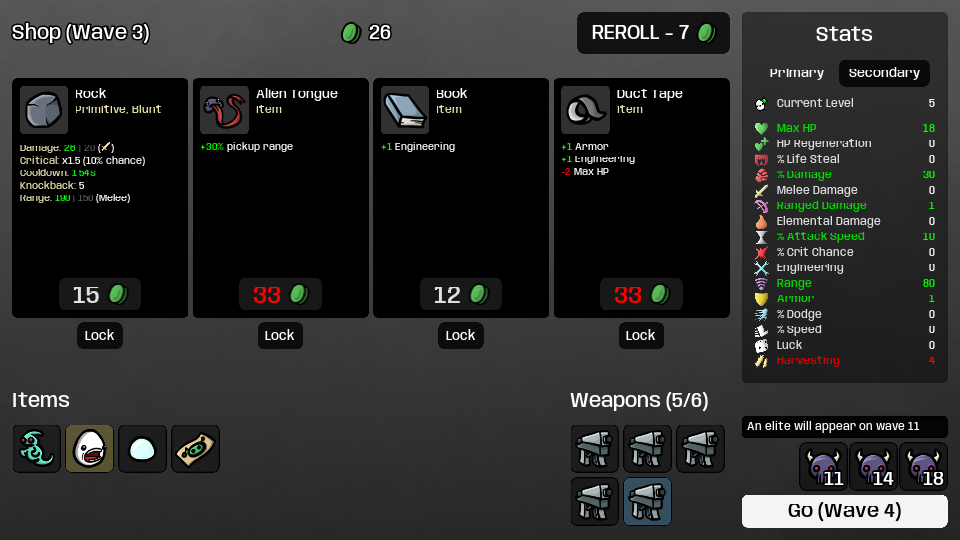 Shop (Wave 3)
26
REROLL - 7
Rock
Primitive, Blunt
Damage: 26 | 20 ( )
Critical: x1.5 (10% chance)
Cooldown: 1.54s
Knockback: 5
Range: 190 | 150 (Melee)
15
Lock
Alien Tongue
Item
+30% pickup range
33
Lock
Book
Item
+1 Engineering
12
Lock
Duct Tape
Item
+1 Armor
+1 Engineering
-2 Max HP
33
Lock
Stats
Primary
Secondary
Current Level 5
Max HP 18
HP Regeneration 0
% Life Steal 0
% Damage 30
Melee Damage 0
Ranged Damage 1
Elemental Damage 0
% Attack Speed 10
% Crit Chance 0
Engineering 0
Range 80
Armor 1
% Dodge 0
% Speed 0
Luck 0
Harvesting 4
Items
Weapons (5/6)
An elite will appear on wave 11
11
14
18
Go (Wave 4)